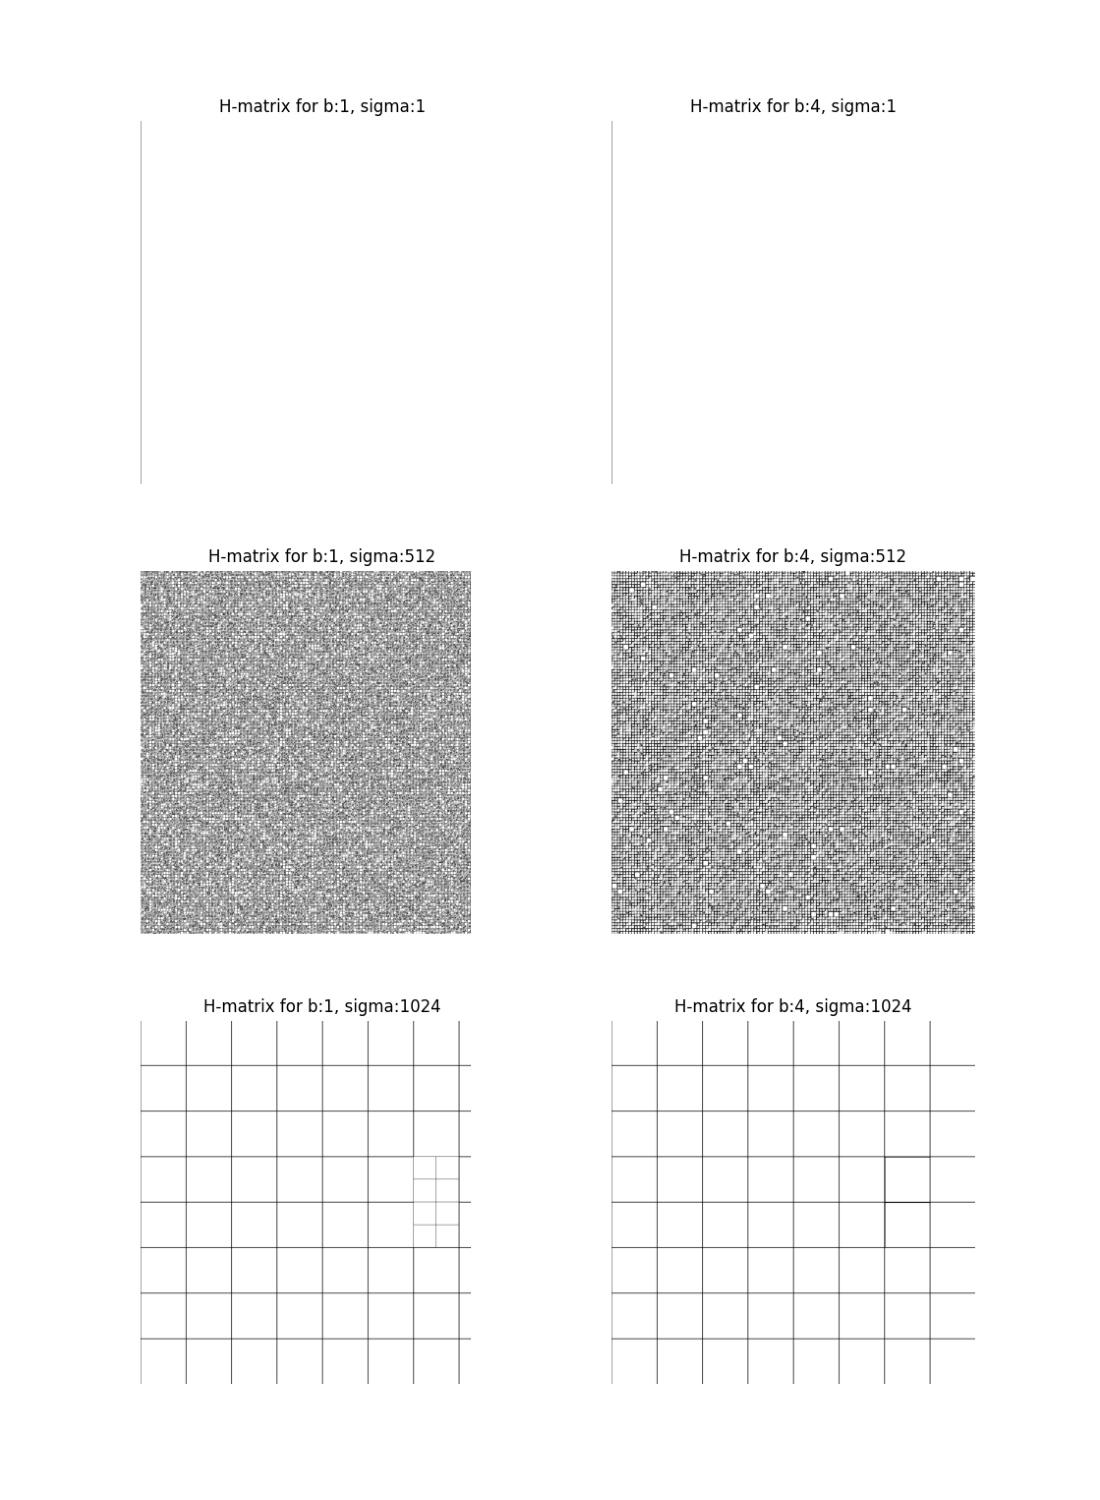 H-matrix for b:1, sigma:1
H-matrix for b:4, sigma:1
H-matrix for b:1, sigma:512
H-matrix for b:4, sigma:512
H-matrix for b:1, sigma:1024
H-matrix for b:4, sigma:1024